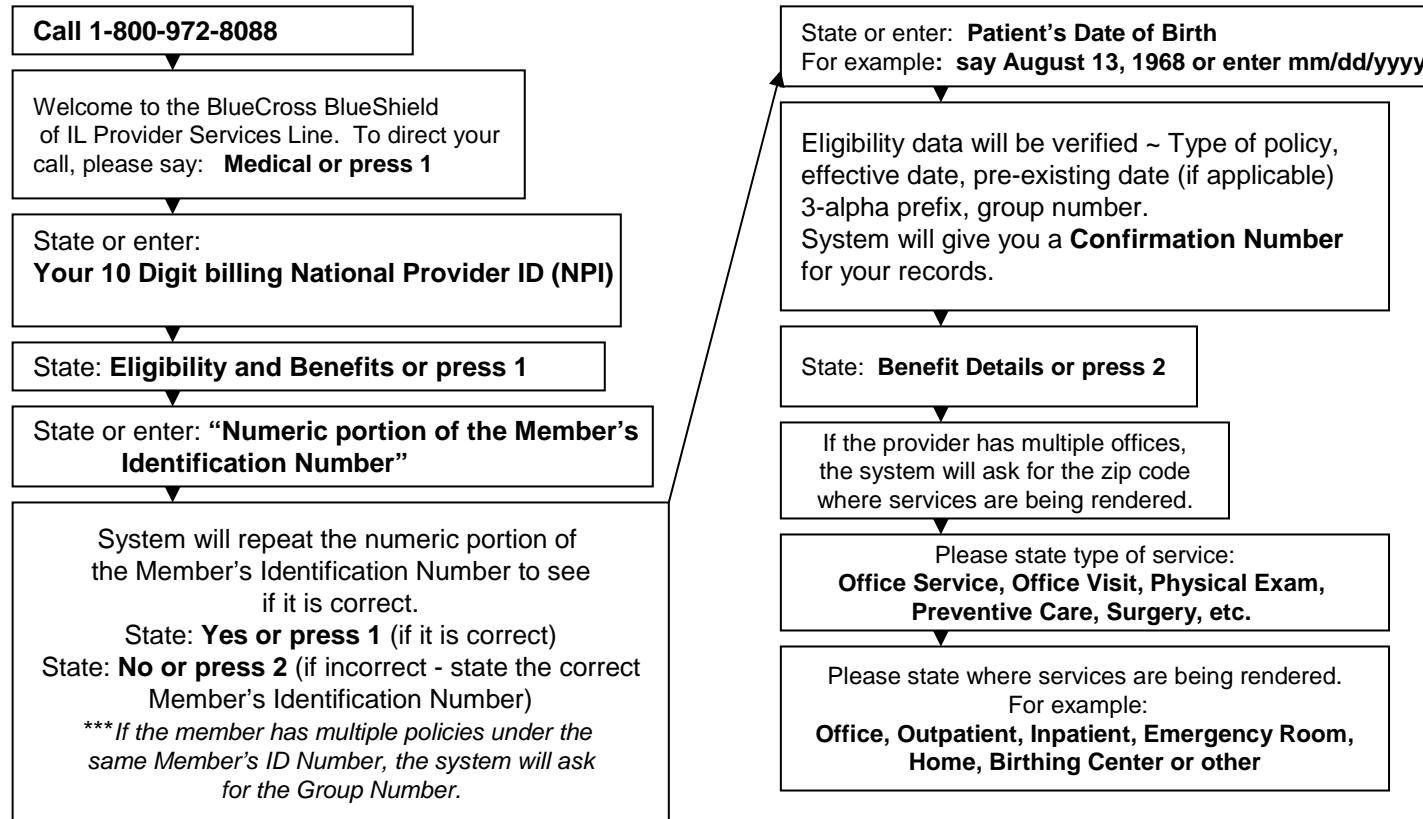 Call 1-800-972-8088
Welcome to the BlueCross BlueShield
of IL Provider Services Line. To direct your
call, please say: Medical or press 1
State or enter:
Your 10 Digit billing National Provider ID (NPI)
State: Eligibility and Benefits or press 1
State or enter: “Numeric portion of the Member’s
Identification Number”
System will repeat the numeric portion of
the Member’s Identification Number to see
if it is correct.
State: Yes or press 1 (if it is correct)
State: No or press 2 (if incorrect - state the correct
Member’s Identification Number)
***If the member has multiple policies under the
same Member’s ID Number, the system will ask
for the Group Number.
State or enter: Patient’s Date of Birth
For example: say August 13, 1968 or enter mm/dd/yyyy
Eligibility data will be verified ~ Type of policy,
effective date, pre-existing date (if applicable)
3-alpha prefix, group number.
System will give you a Confirmation Number
for your records.
State: Benefit Details or press 2
If the provider has multiple offices,
the system will ask for the zip code
where services are being rendered.
Please state type of service:
Office Service, Office Visit, Physical Exam,
Preventive Care, Surgery, etc.
Please state where services are being rendered.
For example:
Office, Outpatient, Inpatient, Emergency Room,
Home, Birthing Center or other